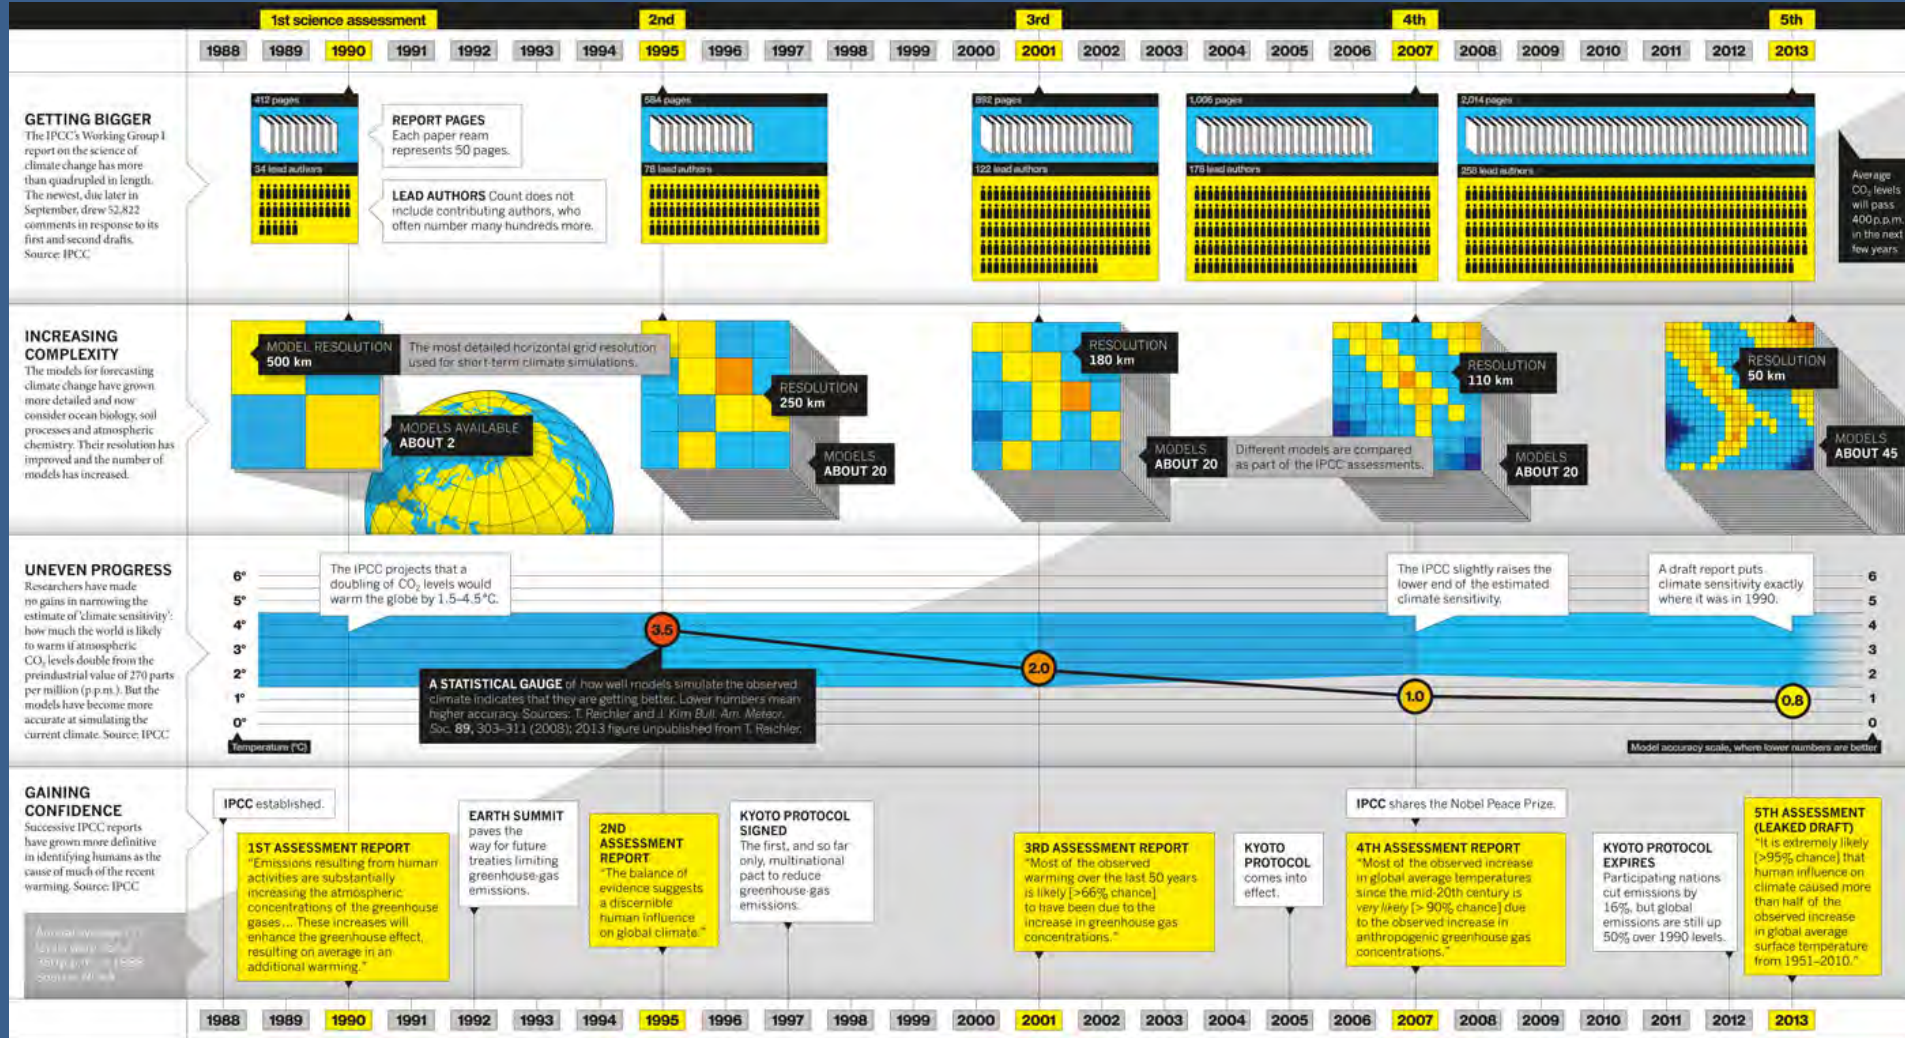 1st science assessment
2nd
3rd
4th
5th
1988 1989 1990 1991 1992 1993 1994 1995 1996 1997 1998 1999 2000 2001 2002 2003 2004 2005 2006 2007 2008 2009 2010 2011 2012 2013
GETTING BIGGER
The IPCC's Working Group I
report on the science of
climate change has more
than quadrupled in length.
The newest, due later in
September, drew 52,822
comments in response to its
first and second drafts.
Source: IPCC
412 pages
34 lead authors
REPORT PAGES
Each paper ream
represents 50 pages.
LEAD AUTHORS Count does not
include contributing authors, who
often number many hundreds more.
584 pages
78 lead authors
892 pages
122 lead authors
1,006 pages
178 lead authors
2,014 pages
258 lead authors
Average
CO₂ levels
will pass
400 p.p.m.
in the next
few years
INCREASING
COMPLEXITY
The models for forecasting
climate change have grown
more detailed and now
consider ocean biology, soil
processes and atmospheric
chemistry. Their resolution has
improved and the number of
models has increased.
MODEL RESOLUTION
500 km
The most detailed horizontal grid resolution
used for short-term climate simulations.
MODELS AVAILABLE
ABOUT 2
RESOLUTION
250 km
MODELS
ABOUT 20
RESOLUTION
180 km
MODELS
ABOUT 20
Different models are compared
as part of the IPCC assessments.
RESOLUTION
110 km
MODELS
ABOUT 20
RESOLUTION
50 km
MODELS
ABOUT 45
UNEVEN PROGRESS
Researchers have made
no gains in narrowing the
estimate of 'climate sensitivity':
how much the world is likely
to warm if atmospheric
CO₂ levels double from the
preindustrial value of 270 parts
per million (p.p.m.). But the
models have become more
accurate at simulating the
current climate. Source: IPCC
6°
5°
4°
3°
2°
1°
0°
Temperature (°C)
The IPCC projects that a
doubling of CO₂ levels would
warm the globe by 1.5–4.5°C.
3.5
2.0
1.0
0.8
A STATISTICAL GAUGE of how well models simulate the observed
climate indicates that they are getting better. Lower numbers mean
higher accuracy. Sources: T. Reichler and J. Kim Bull. Am. Meteor.
Soc. 89, 303–311 (2008); 2013 figure unpublished from T. Reichler.
The IPCC slightly raises the
lower end of the estimated
climate sensitivity.
A draft report puts
climate sensitivity exactly
where it was in 1990.
6
5
4
3
2
1
0
Model accuracy scale, where lower numbers are better
GAINING
CONFIDENCE
Successive IPCC reports
have grown more definitive
in identifying humans as the
cause of much of the recent
warming. Source: IPCC
IPCC established.
1ST ASSESSMENT REPORT
"Emissions resulting from human
activities are substantially
increasing the atmospheric
concentrations of the greenhouse
gases... These increases will
enhance the greenhouse effect,
resulting on average in an
additional warming."
EARTH SUMMIT
paves the
way for future
treaties limiting
greenhouse-gas
emissions.
2ND
ASSESSMENT
REPORT
"The balance of
evidence suggests
a discernible
human influence
on global climate."
KYOTO PROTOCOL
SIGNED
The first, and so far
only, multinational
pact to reduce
greenhouse-gas
emissions.
3RD ASSESSMENT REPORT
"Most of the observed
warming over the last 50 years
is likely [>66% chance]
to have been due to the
increase in greenhouse gas
concentrations."
KYOTO
PROTOCOL
comes into
effect.
IPCC shares the Nobel Peace Prize.
4TH ASSESSMENT REPORT
"Most of the observed increase
in global average temperatures
since the mid-20th century is
very likely [> 90% chance] due
to the observed increase in
anthropogenic greenhouse gas
concentrations."
KYOTO PROTOCOL
EXPIRES
Participating nations
cut emissions by
16%, but global
emissions are still up
50% over 1990 levels.
5TH ASSESSMENT
(LEAKED DRAFT)
"It is extremely likely
[>95% chance] that
human influence on
climate caused more
than half of the
observed increase
in global average
surface temperature
from 1951–2010."
1988 1989 1990 1991 1992 1993 1994 1995 1996 1997 1998 1999 2000 2001 2002 2003 2004 2005 2006 2007 2008 2009 2010 2011 2012 2013